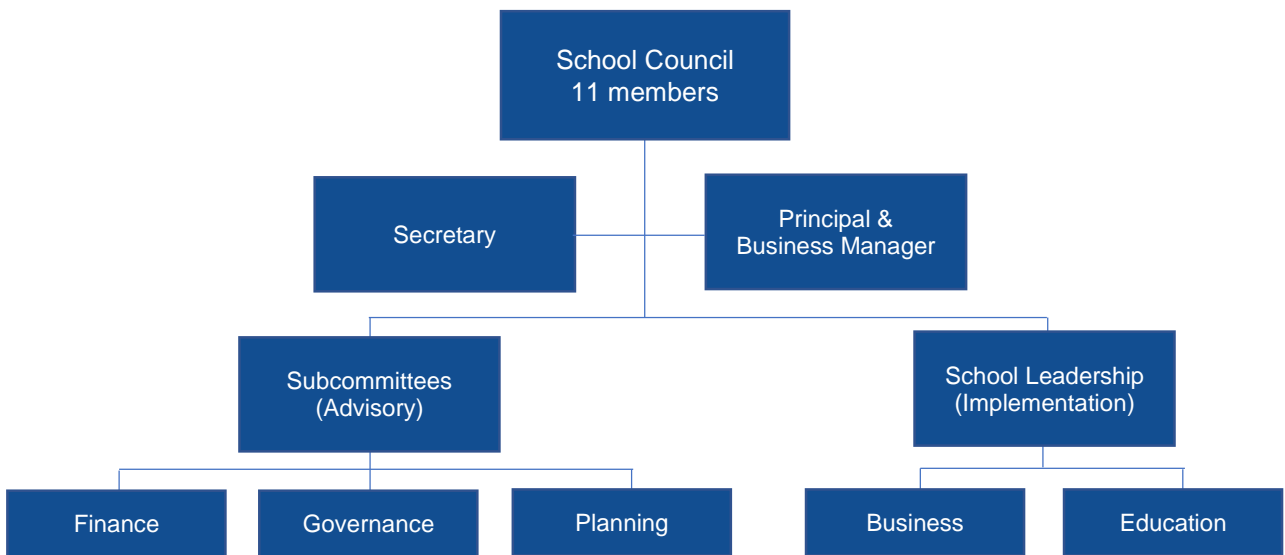 School Council
11 members
Secretary
Principal &
Business Manager
Subcommittees
(Advisory)
School Leadership
(Implementation)
Finance
Governance
Planning
Business
Education